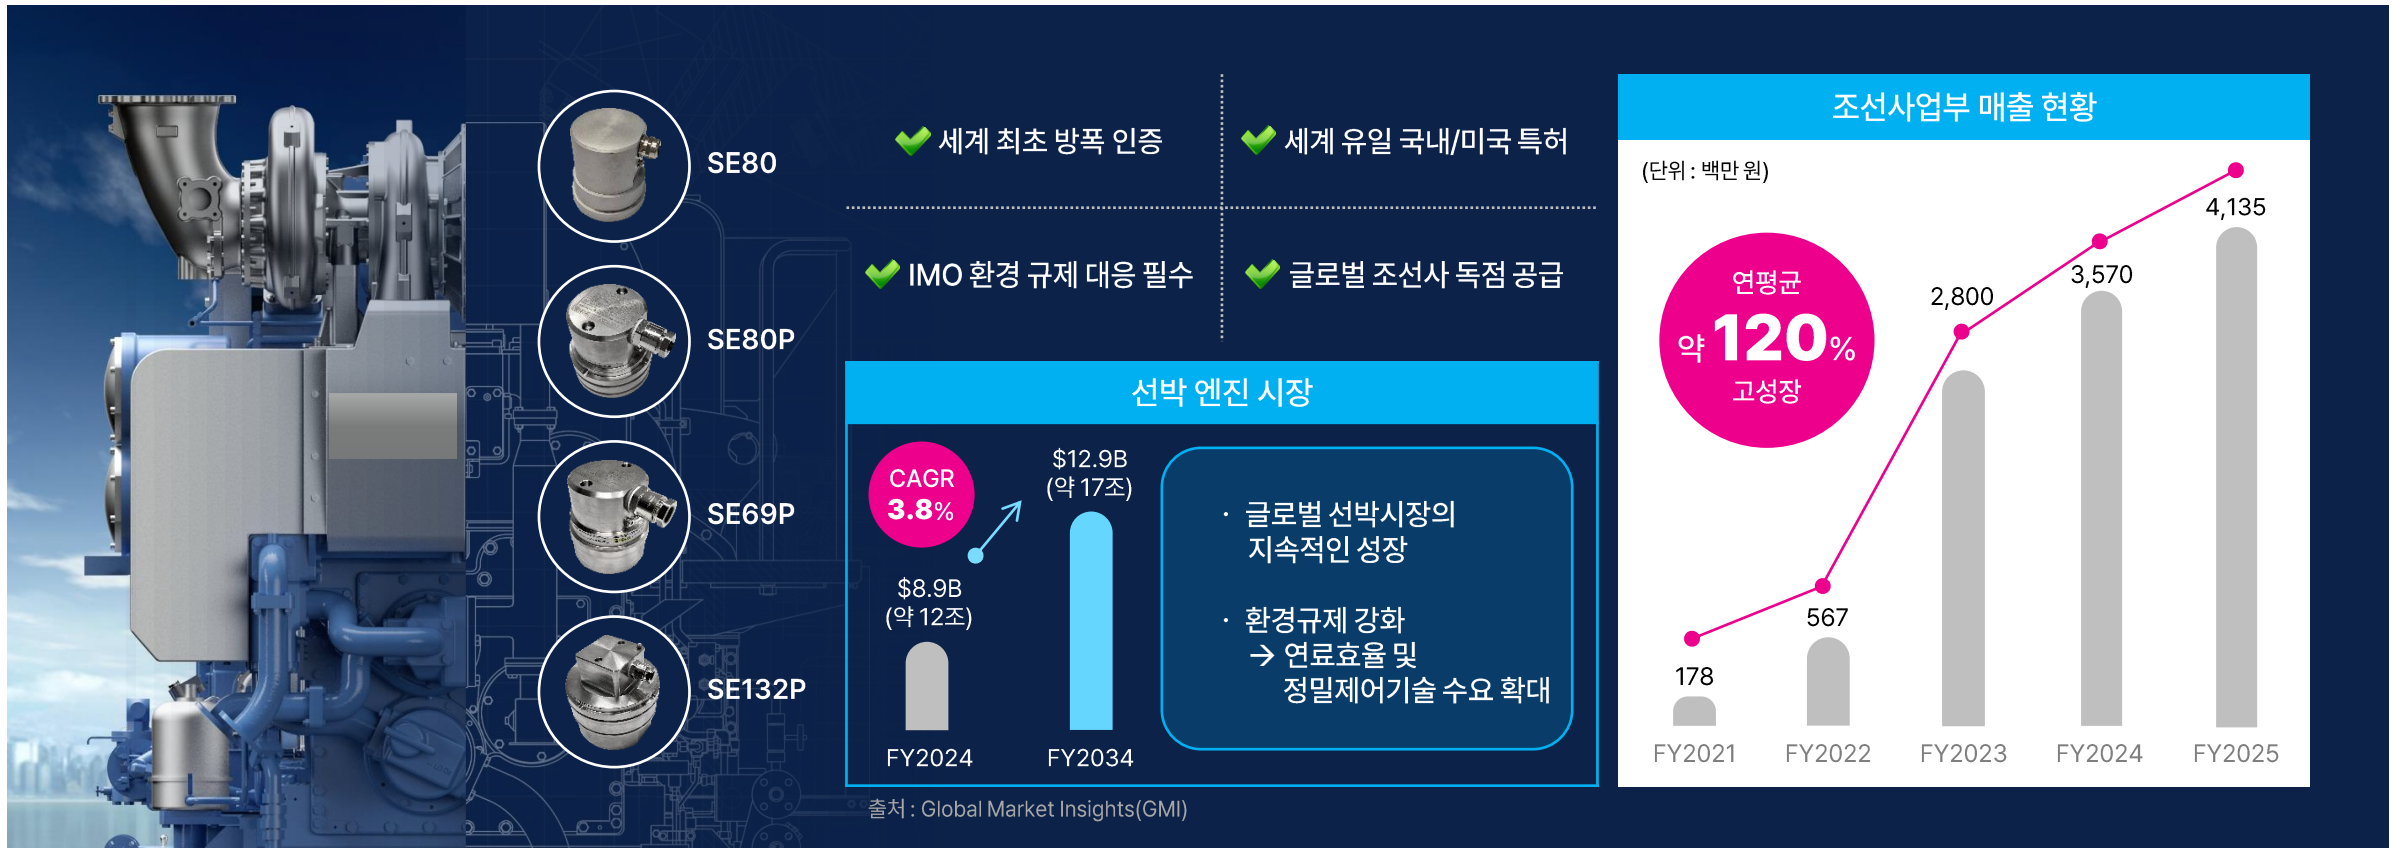 SE80
SE80P
SE69P
SE132P
세계 최초 방폭 인증
세계 유일 국내/미국 특허
IMO 환경 규제 대응 필수
글로벌 조선사 독점 공급
선박 엔진 시장
CAGR
3.8%
$12.9B
(약 17조)
$8.9B
(약 12조)
FY2024
FY2034
· 글로벌 선박시장의
지속적인 성장
· 환경규제 강화
→ 연료효율 및
정밀제어기술 수요 확대
출처 : Global Market Insights(GMI)
조선사업부 매출 현황
(단위 : 백만 원)
연평균
약 120%
고성장
178
567
2,800
3,570
4,135
FY2021
FY2022
FY2023
FY2024
FY2025